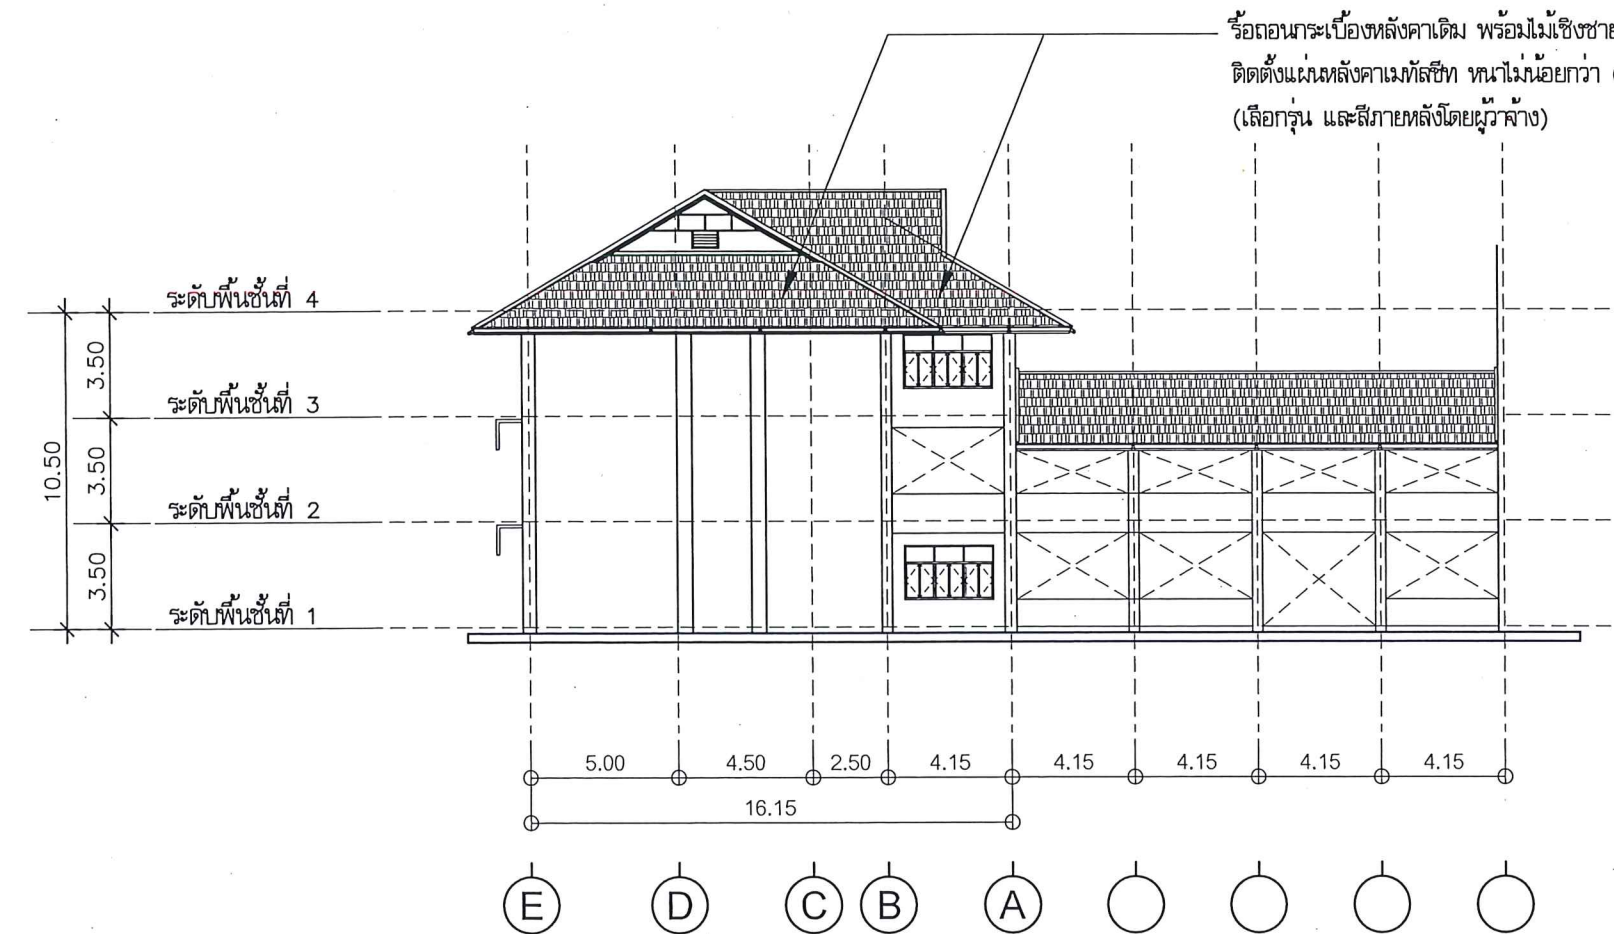 รื้อถอนกระเบื้องหลังคาเดิม พร้อมไม้เชิงชาย
ติดตั้งแผ่นหลังคาเมทัลชีท หนาไม่น้อยกว่า
(เลือกรุ่น และสีภายหลังโดยผู้ว่าจ้าง)
ระดับพื้นชั้นที่ 4
3.50
ระดับพื้นชั้นที่ 3
10.50
3.50
ระดับพื้นชั้นที่ 2
3.50
ระดับพื้นชั้นที่ 1
5.00 4.50 2.50 4.15 4.15 4.15 4.15 4.15
16.15
E D C B A